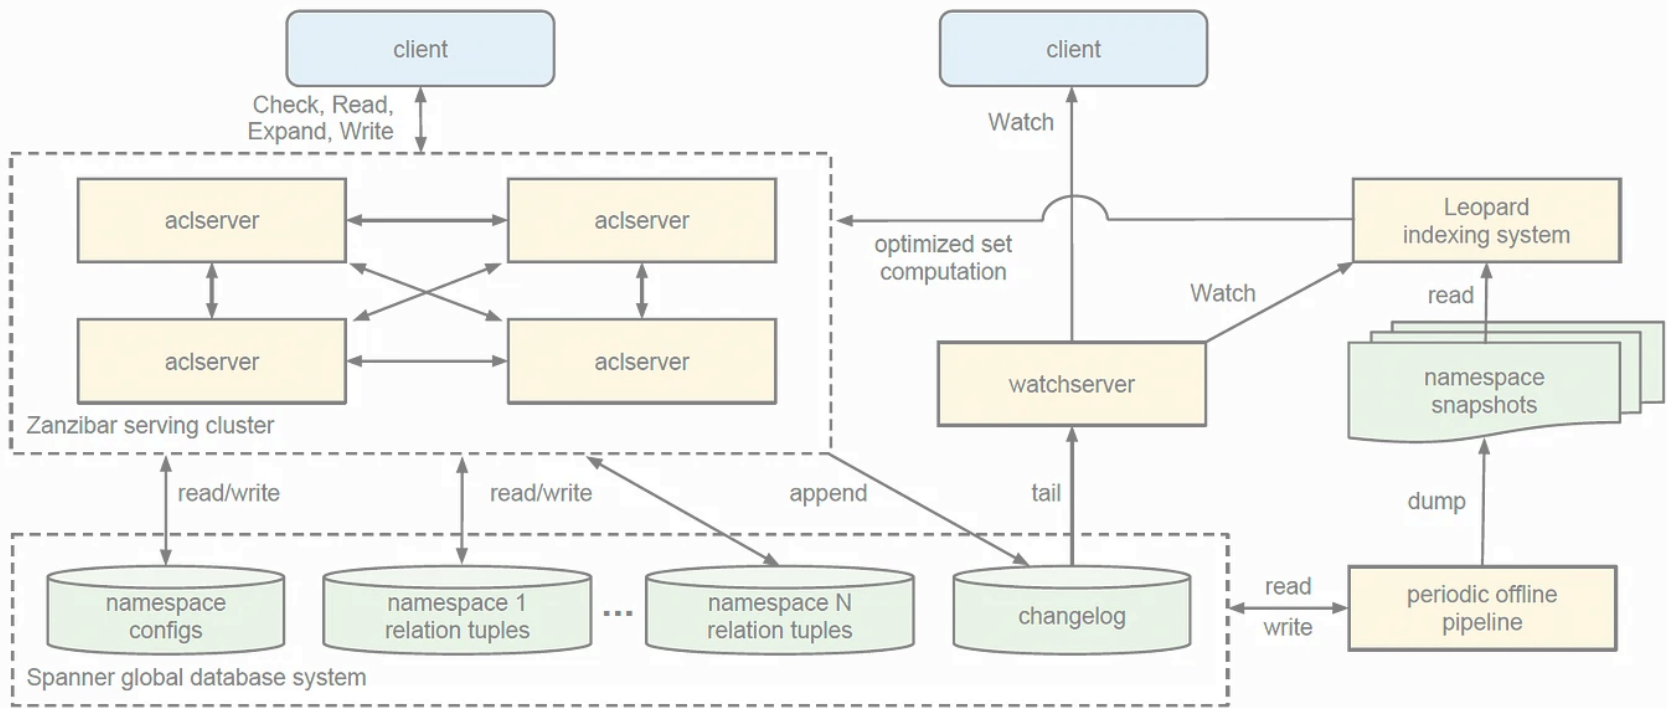 client
client
Check, Read,
Expand, Write
Watch
aclserver
aclserver
Leopard
indexing system
optimized set
computation
Watch
read
aclserver
aclserver
watchserver
namespace
snapshots
Zanzibar serving cluster
read/write
read/write
append
tail
dump
namespace
configs
namespace 1
relation tuples
...
namespace N
relation tuples
changelog
read
write
periodic offline
pipeline
Spanner global database system